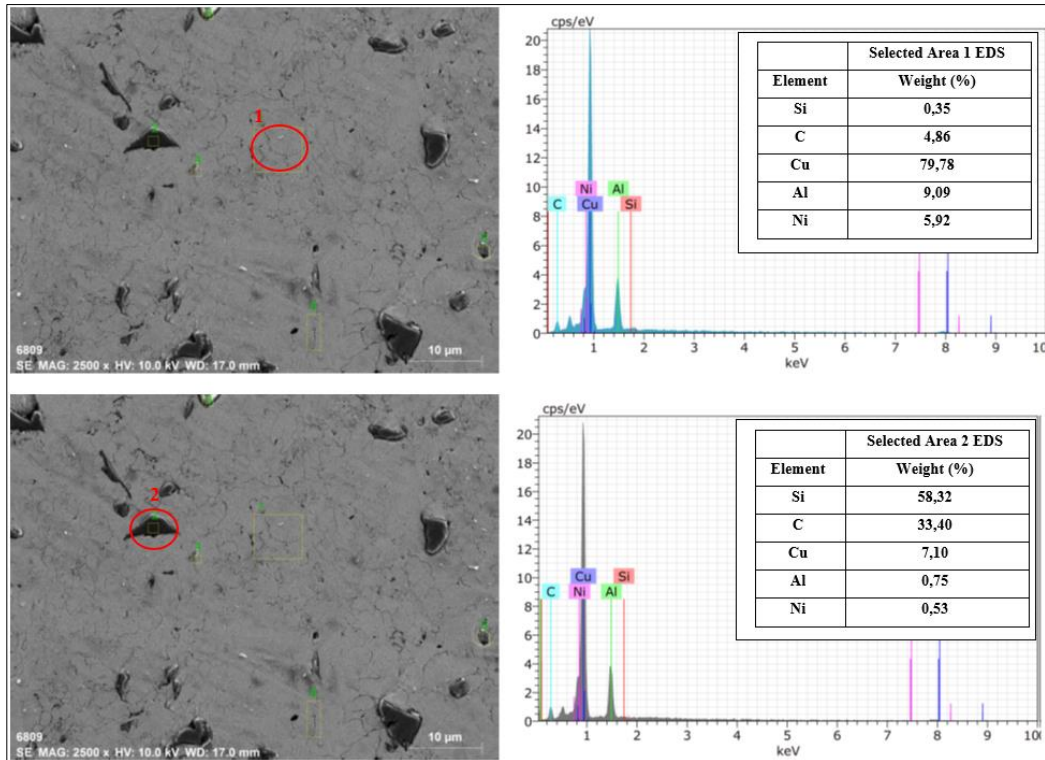 1
6809
SE MAG: 2500 x HV: 10.0 kV WD: 17.0 mm
10 µm
cps/eV
20
18
16
14
12
10
8
6
4
2
0
C
Ni
Cu
Al
Si
1 2 3 4 5 6 7 8 9 10
keV
Selected Area 1 EDS
Element Weight (%)
Si 0,35
C 4,86
Cu 79,78
Al 9,09
Ni 5,92
2
6809
SE MAG: 2500 x HV: 10.0 kV WD: 17.0 mm
10 µm
cps/eV
20
18
16
14
12
10
8
6
4
2
0
Cu
Si
C
Ni
Al
1 2 3 4 5 6 7 8 9 10
keV
Selected Area 2 EDS
Element Weight (%)
Si 58,32
C 33,40
Cu 7,10
Al 0,75
Ni 0,53